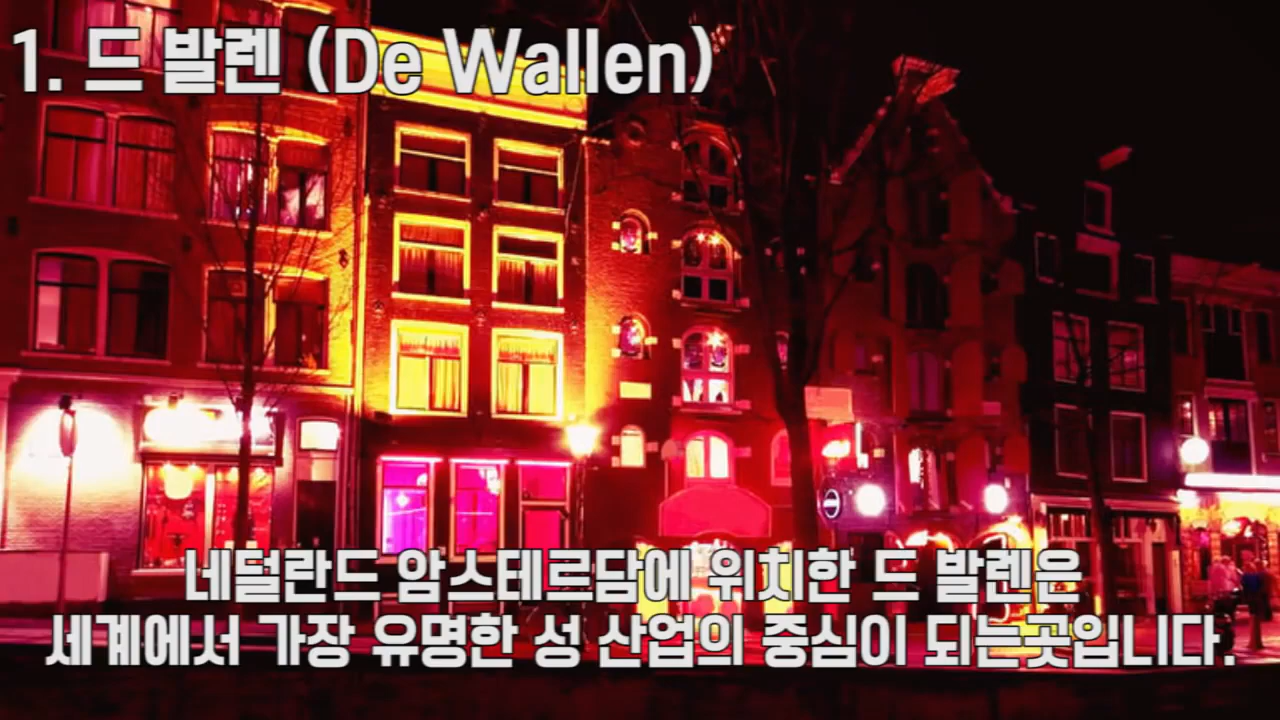 1. 드 발렌 (De Wallen)
네덜란드 암스테르담에 위치한 드 발렌은
세계에서 가장 유명한 성 산업의 중심이 되는곳입니다.